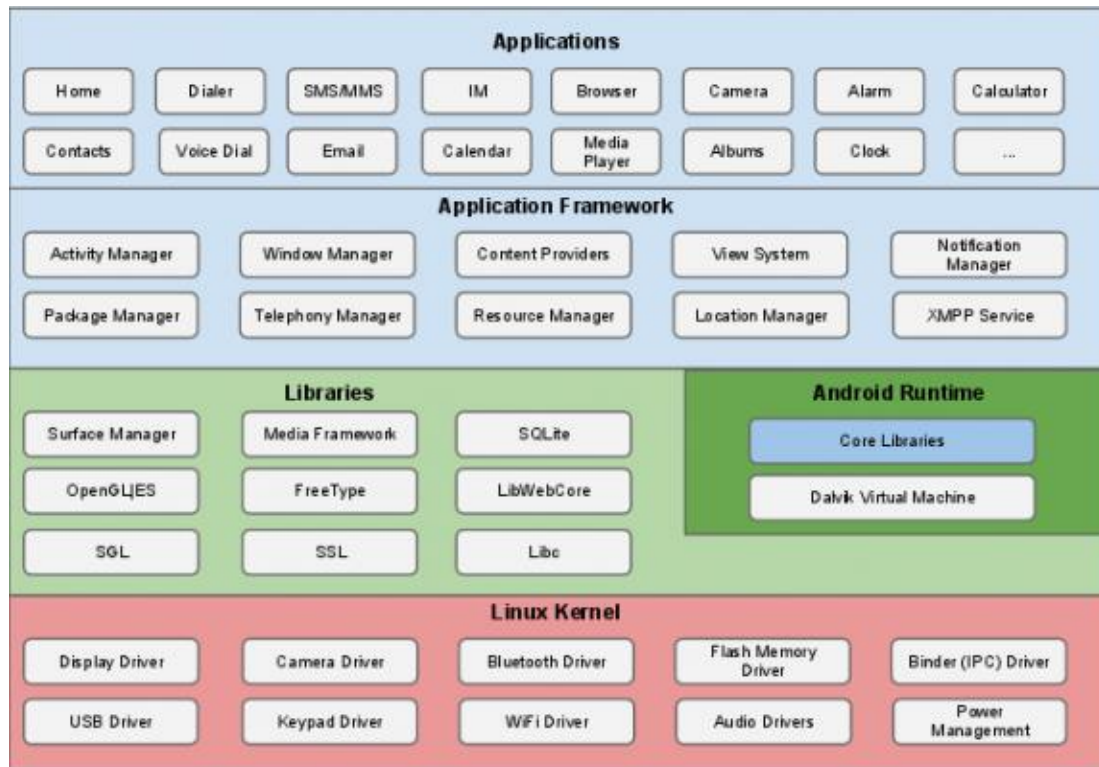 Applications
Home
Dialer
SMS/MMS
IM
Browser
Camera
Alarm
Calculator
Contacts
Voice Dial
Email
Calendar
Media
Player
Albums
Clock
...
Application Framework
Activity Manager
Window Manager
Content Providers
View System
Notification
Manager
Package Manager
Telephony Manager
Resource Manager
Location Manager
XMPP Service
Libraries
Surface Manager
Media Framework
SQLite
OpenGL|ES
FreeType
LibWebCore
SGL
SSL
Libc
Android Runtime
Core Libraries
Dalvik Virtual Machine
Linux Kernel
Display Driver
Camera Driver
Bluetooth Driver
Flash Memory
Driver
Binder (IPC) Driver
USB Driver
Keypad Driver
WiFi Driver
Audio Drivers
Power
Management